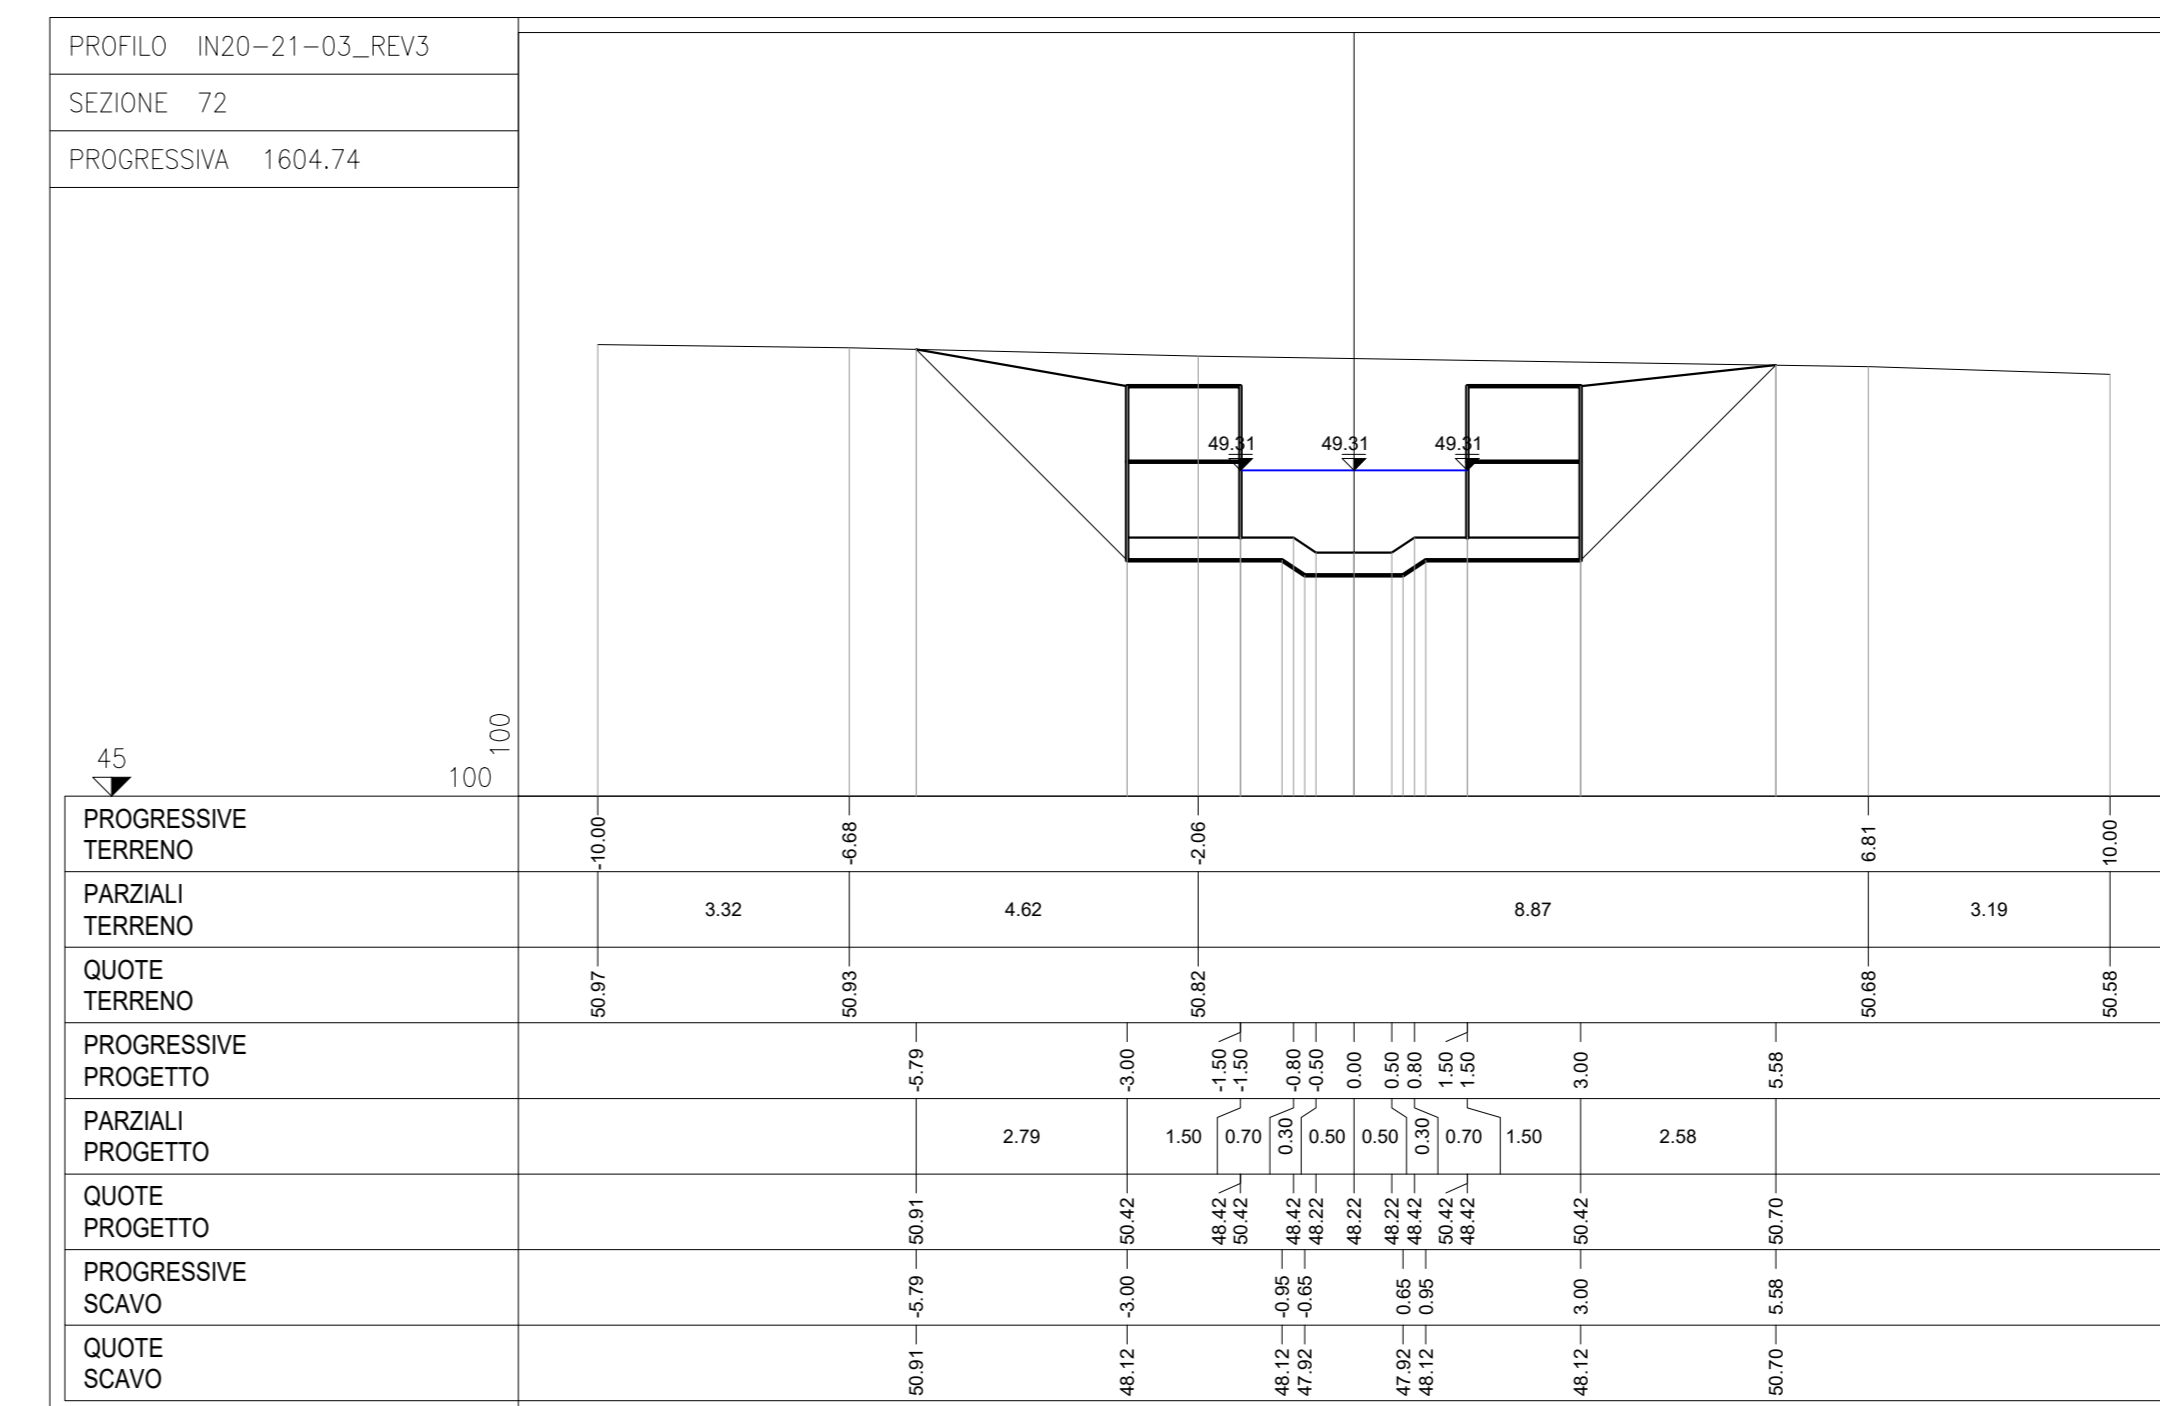 PROFILO IN20-21-03_REV3
SEZIONE 72
PROGRESSIVA 1604.74
49.31 49.31 49.31
100
45
100
PROGRESSIVE
TERRENO
-10.00 -6.68 -2.06 6.81 10.00
PARZIALI
TERRENO
3.32 4.62 8.87 3.19
QUOTE
TERRENO
50.97 50.93 50.82 50.68 50.58
PROGRESSIVE
PROGETTO
-5.79 -3.00 -1.50 -1.50 -0.80 -0.50 0.00 0.50 0.80 1.50 1.50 3.00 5.58
PARZIALI
PROGETTO
2.79 1.50 0.70 0.30 0.50 0.50 0.30 0.70 1.50 2.58
QUOTE
PROGETTO
50.91 50.42 48.42 50.42 48.42 48.22 48.22 48.22 48.42 50.42 48.42 50.42 50.70
PROGRESSIVE
SCAVO
-5.79 -3.00 -0.95 -0.65 0.65 0.95 3.00 5.58
QUOTE
SCAVO
50.91 48.12 48.12 47.92 47.92 48.12 48.12 50.70